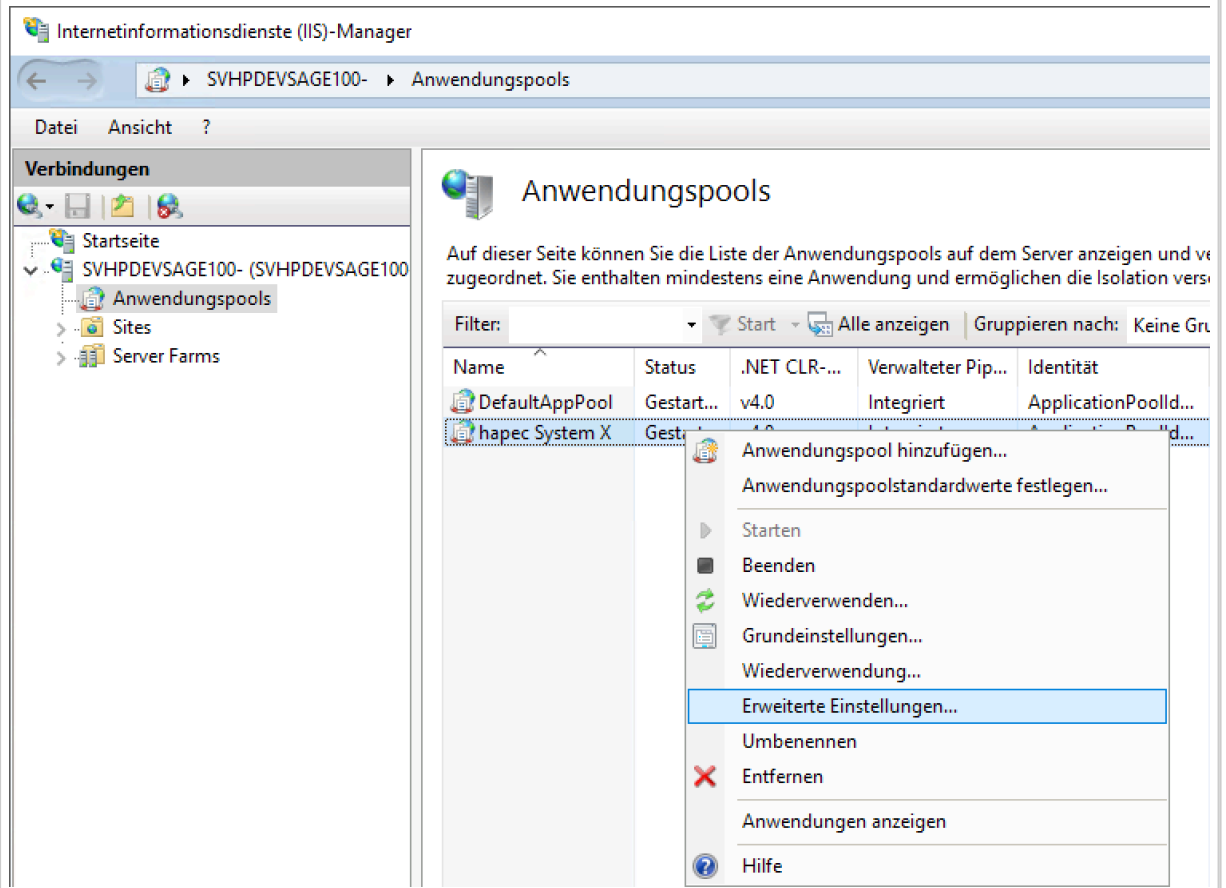 Internetinformationsdienste (IIS)-Manager
SVHPDEVSAGE100- Anwendungspools
Datei Ansicht ?
Verbindungen
Startseite
SVHPDEVSAGE100- (SVHPDEVSAGE100
Anwendungspools
Sites
Server Farms
Anwendungspools
Auf dieser Seite können Sie die Liste der Anwendungspools auf dem Server anzeigen und ve
zugeordnet. Sie enthalten mindestens eine Anwendung und ermöglichen die Isolation vers
Filter: Start Alle anzeigen Gruppieren nach: Keine Gru
Name Status .NET CLR-... Verwalteter Pip... Identität
DefaultAppPool Gestart... v4.0 Integriert ApplicationPoolId...
hapec System X
Anwendungspool hinzufügen...
Anwendungspoolstandardwerte festlegen...
Starten
Beenden
Wiederverwenden...
Grundeinstellungen...
Wiederverwendung...
Erweiterte Einstellungen...
Umbenennen
Entfernen
Anwendungen anzeigen
Hilfe